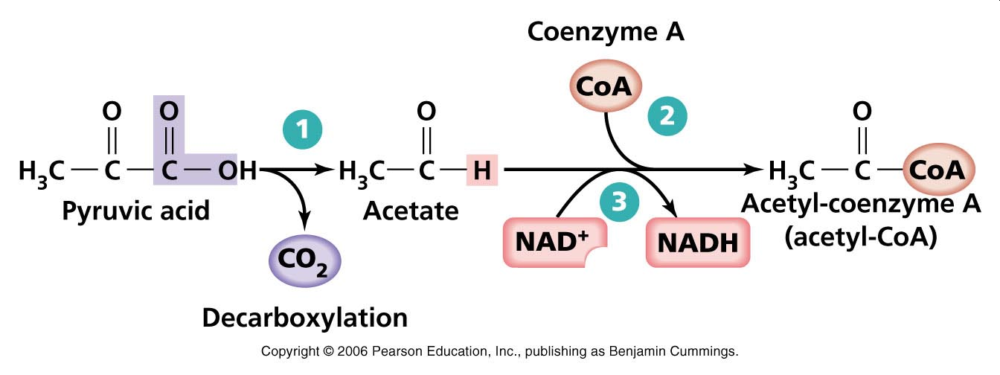 Coenzyme A
CoA
2
O O
1
O
O
H₃C — C — C — OH
H₃C — C — H
H₃C — C — CoA
Pyruvic acid
Acetate
3
Acetyl-coenzyme A
(acetyl-CoA)
NAD⁺
NADH
CO₂
Decarboxylation
Copyright © 2006 Pearson Education, Inc., publishing as Benjamin Cummings.